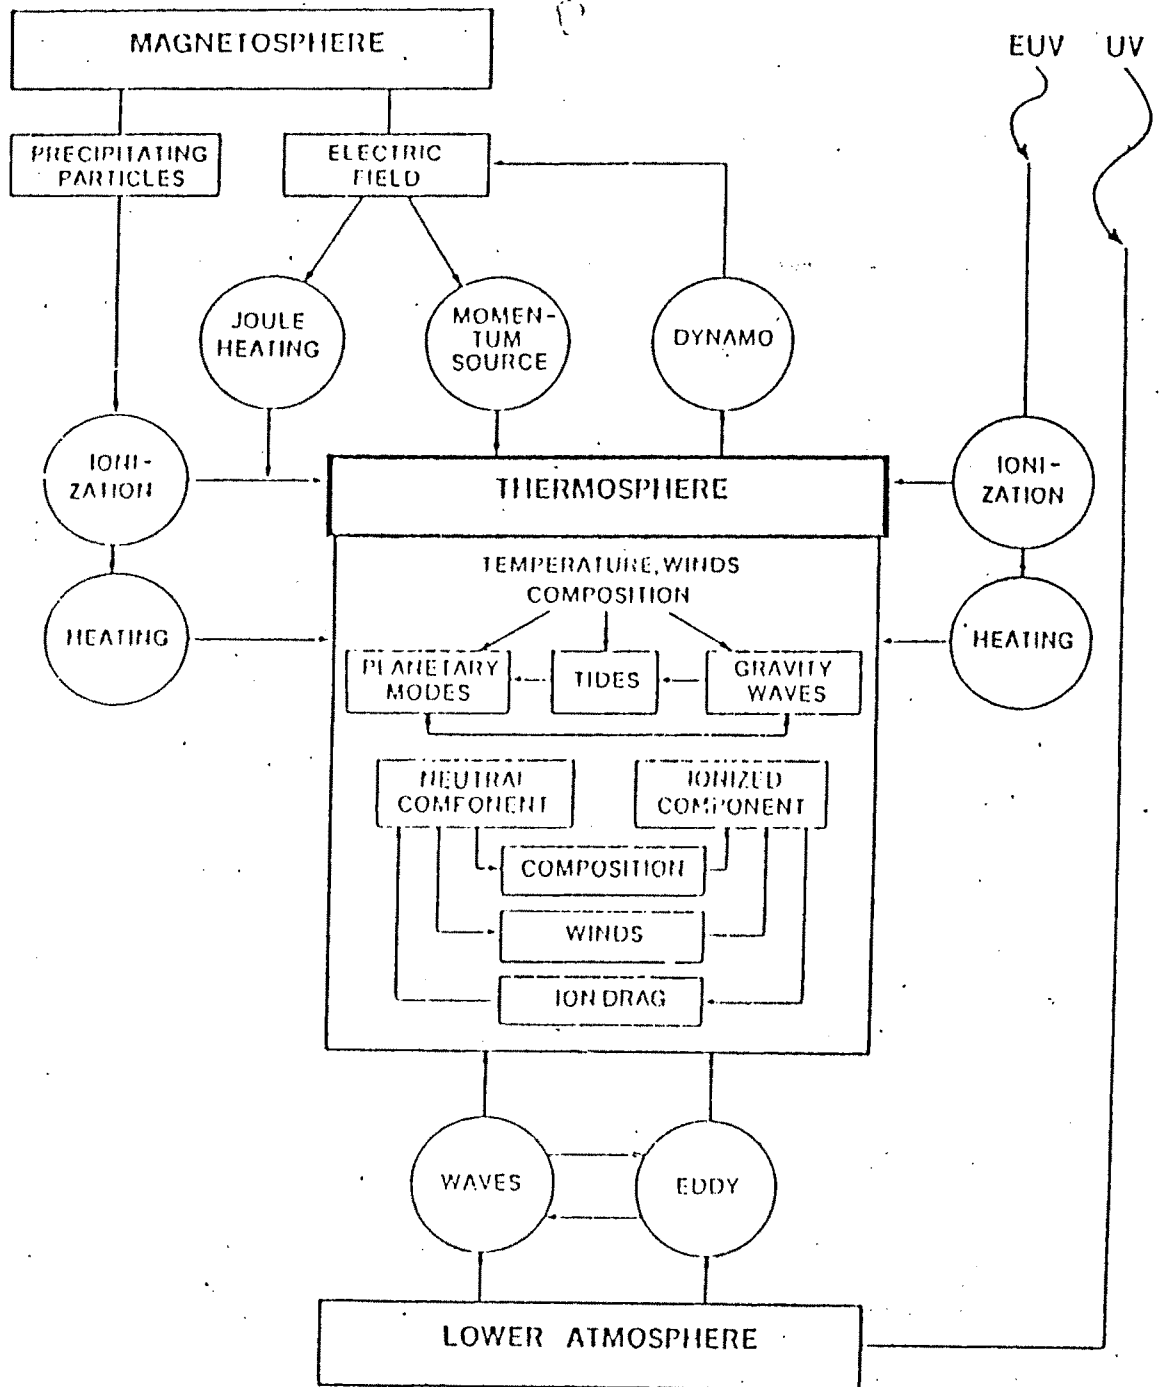 MAGNETOSPHERE
EUV UV
PRECIPITATING
PARTICLES
ELECTRIC
FIELD
JOULE
HEATING
MOMEN-
TUM
SOURCE
DYNAMO
IONI-
ZATION
THERMOSPHERE
IONI-
ZATION
TEMPERATURE, WINDS
COMPOSITION
HEATING
HEATING
PLANETARY
MODES
TIDES
GRAVITY
WAVES
NEUTRAL
COMPONENT
IONIZED
COMPONENT
COMPOSITION
WINDS
ION DRAG
WAVES
EDDY
LOWER ATMOSPHERE